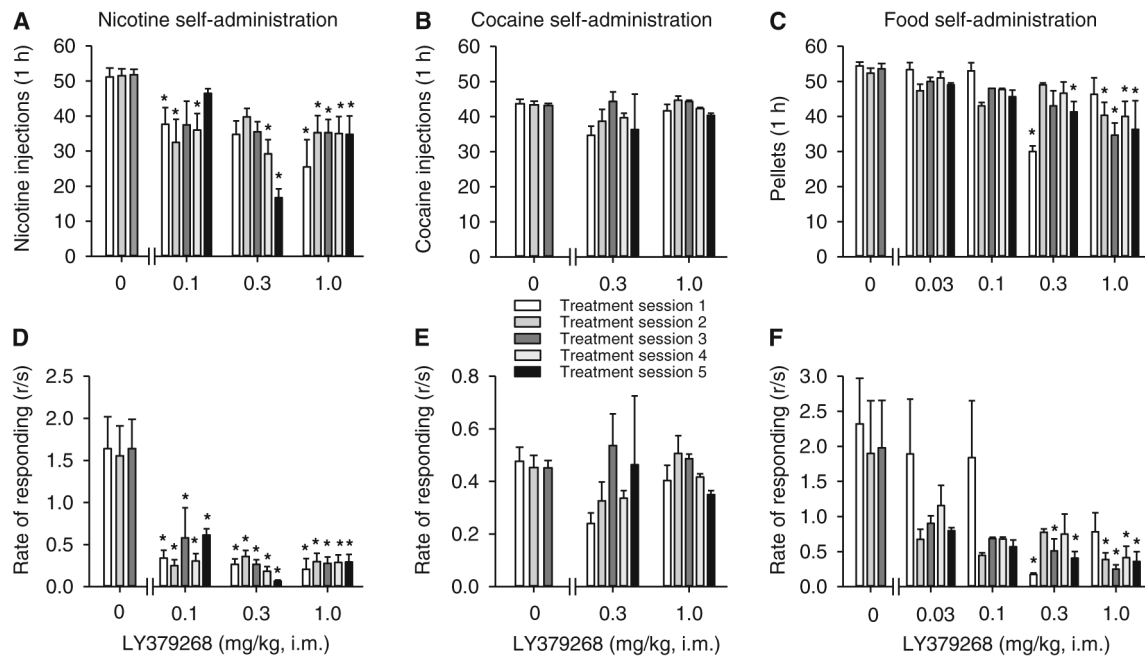 A Nicotine self-administration
Nicotine injections (1 h)
60
50
40
30
20
10
0
* * * * * * * * * * *
0 0.1 0.3 1.0
B Cocaine self-administration
Cocaine injections (1 h)
60
50
40
30
20
10
0
0 0.3 1.0
C Food self-administration
Pellets (1 h)
60
50
40
30
20
10
0
* * * * * *
0 0.03 0.1 0.3 1.0
Treatment session 1
Treatment session 2
Treatment session 3
Treatment session 4
Treatment session 5
D
Rate of responding (r/s)
2.5
2.0
1.5
1.0
0.5
0.0
* * * * * * * * * * * * * * *
0 0.1 0.3 1.0
LY379268 (mg/kg, i.m.)
E
Rate of responding (r/s)
0.8
0.6
0.4
0.2
0.0
0 0.3 1.0
LY379268 (mg/kg, i.m.)
F
Rate of responding (r/s)
3.0
2.5
2.0
1.5
1.0
0.5
0.0
* * * * * * *
0 0.03 0.1 0.3 1.0
LY379268 (mg/kg, i.m.)